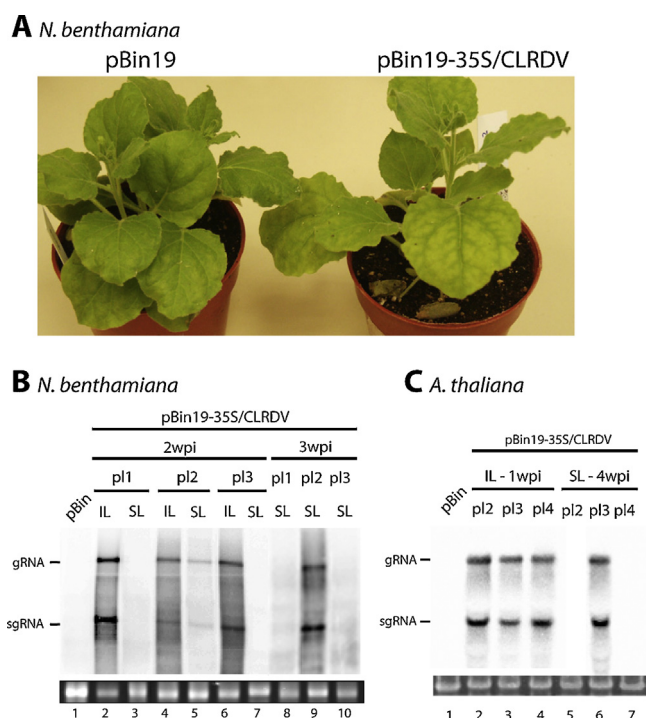 A N. benthamiana
pBin19 pBin19-35S/CLRDV
B N. benthamiana
pBin19-35S/CLRDV
2wpi 3wpi
pl1 pl2 pl3 pl1 pl2 pl3
pBin IL SL IL SL IL SL SL SL SL
gRNA
sgRNA
1 2 3 4 5 6 7 8 9 10
C A. thaliana
pBin19-35S/CLRDV
IL - 1wpi SL - 4wpi
pBin pl2 pl3 pl4 pl2 pl3 pl4
gRNA
sgRNA
1 2 3 4 5 6 7